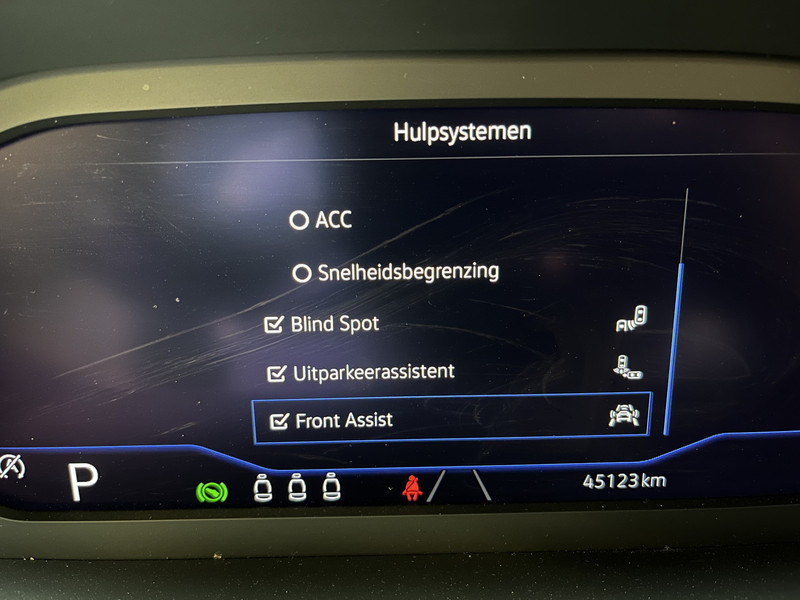 Hulpsystemen
ACC
Snelheidsbegrenzing
Blind Spot
Uitparkeerassistent
Front Assist
P
45123 km